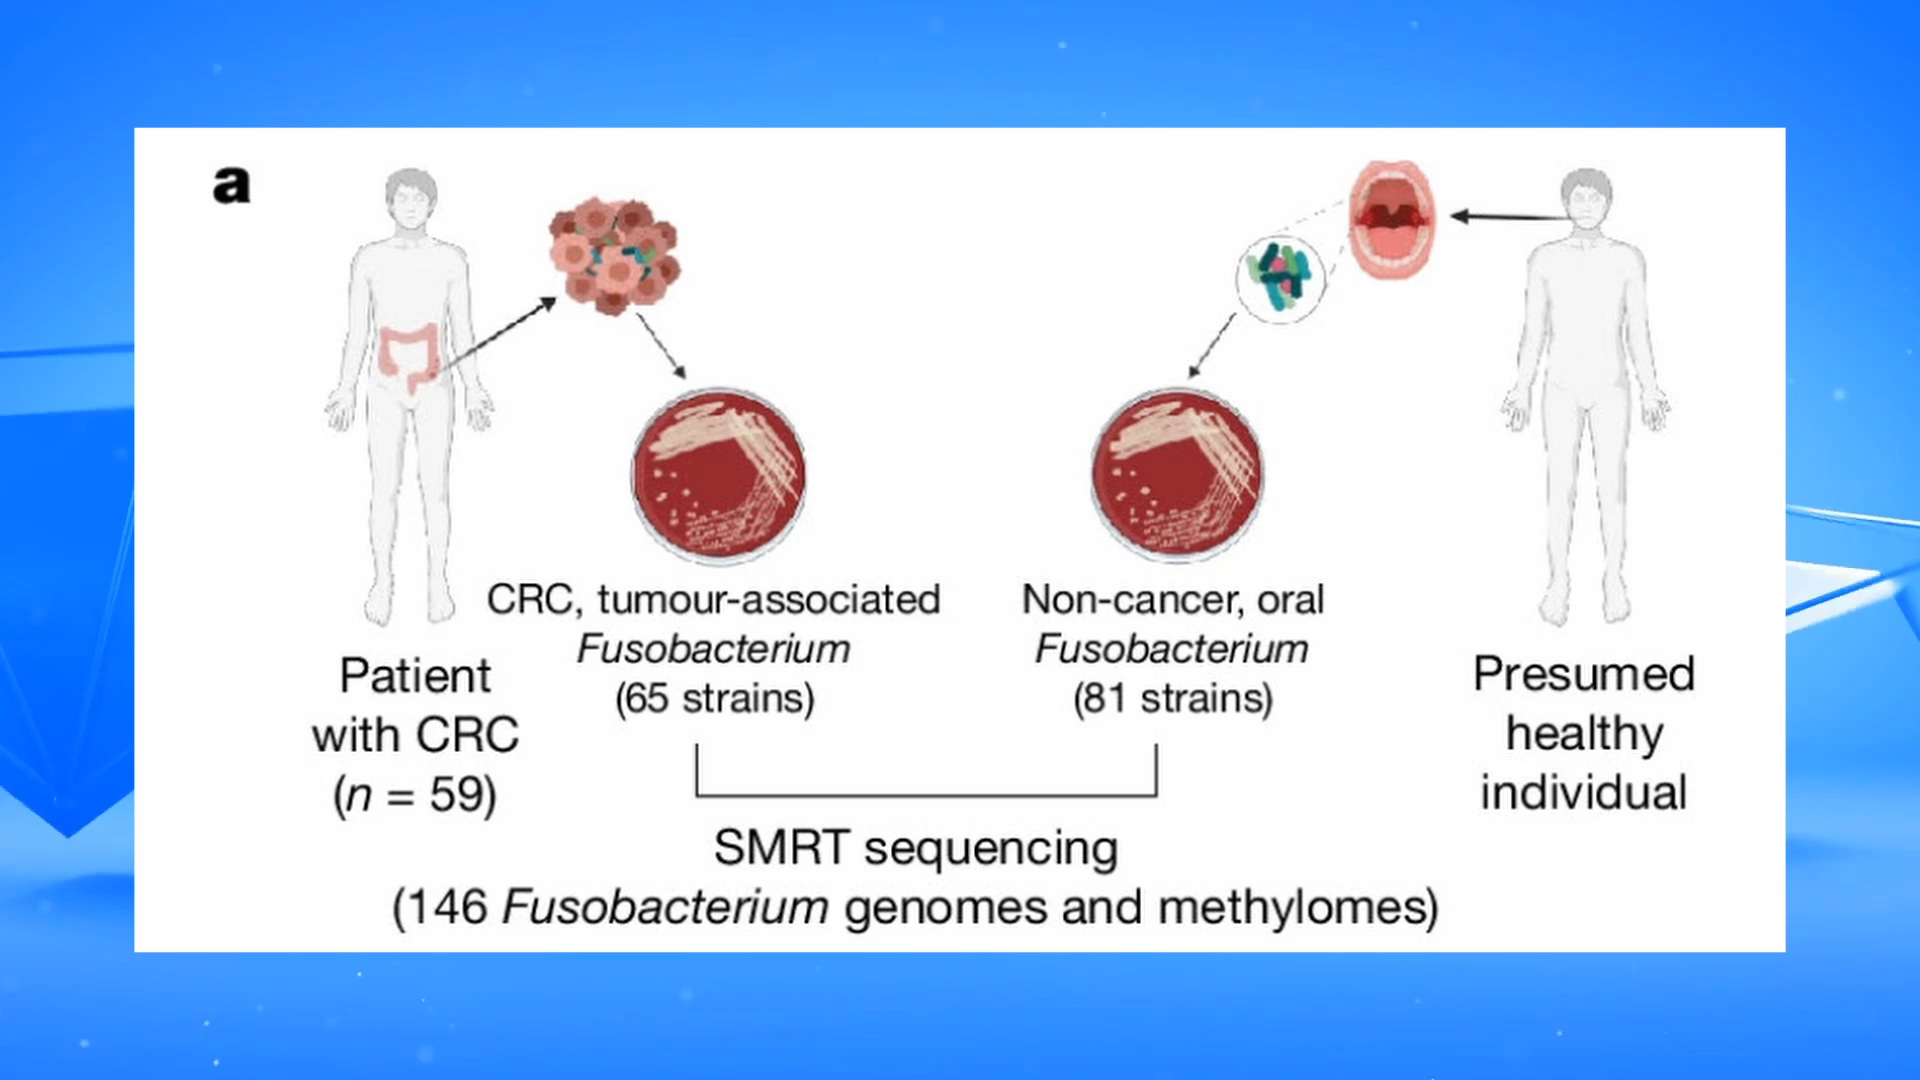 a
CRC, tumour-associated
Fusobacterium
(65 strains)
Non-cancer, oral
Fusobacterium
(81 strains)
Patient
with CRC
(n = 59)
Presumed
healthy
individual
SMRT sequencing
(146 Fusobacterium genomes and methylomes)